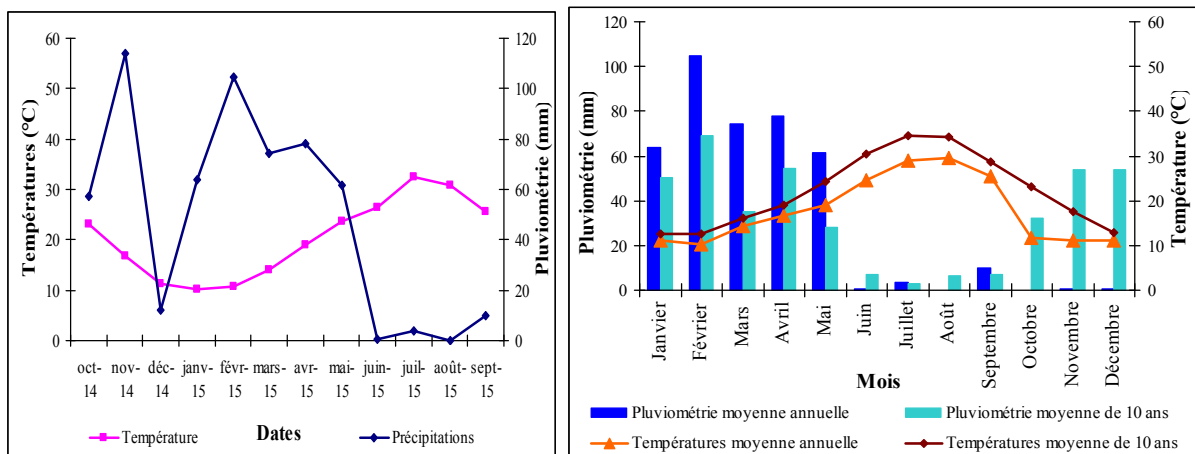 Températures (°C)
60
50
40
30
20
10
0
120
100
80
60
40
20
0
Pluviométrie (mm)
oct-14
nov-14
déc-14
janv-15
févr-15
mars-15
avr-15
mai-15
juin-15
juil-15
août-15
sept-15
Dates
Température
Précipitations
Pluviométrie (mm)
120
100
80
60
40
20
0
60
50
40
30
20
10
0
Température (°C)
Janvier
Février
Mars
Avril
Mai
Juin
Juillet
Août
Septembre
Octobre
Novembre
Décembre
Mois
Pluviométrie moyenne annuelle
Pluviométrie moyenne de 10 ans
Températures moyenne annuelle
Températures moyenne de 10 ans